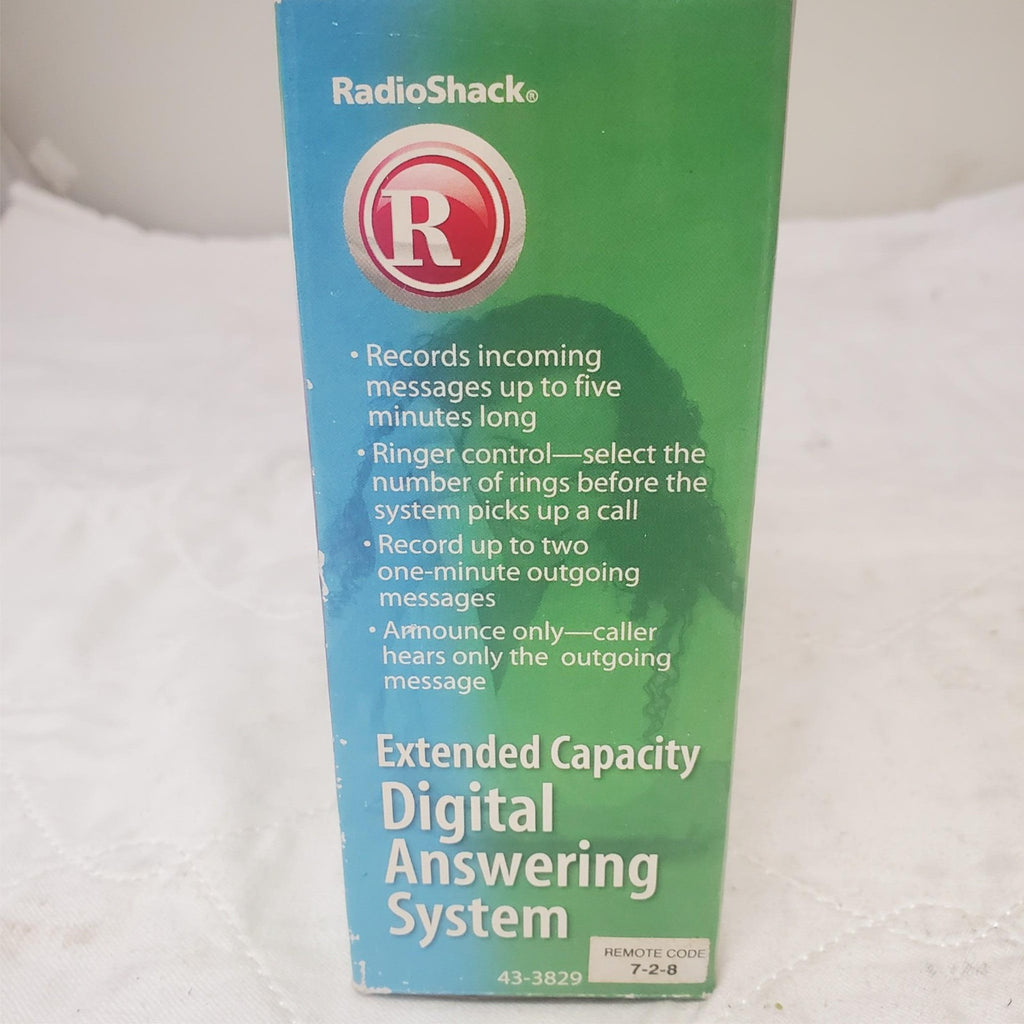 RadioShack®
R
• Records incoming
messages up to five
minutes long
• Ringer control—select the
number of rings before the
system picks up a call
• Record up to two
one-minute outgoing
messages
• Announce only—caller
hears only the outgoing
message
Extended Capacity
Digital
Answering
System
43-3829
REMOTE CODE
7-2-8